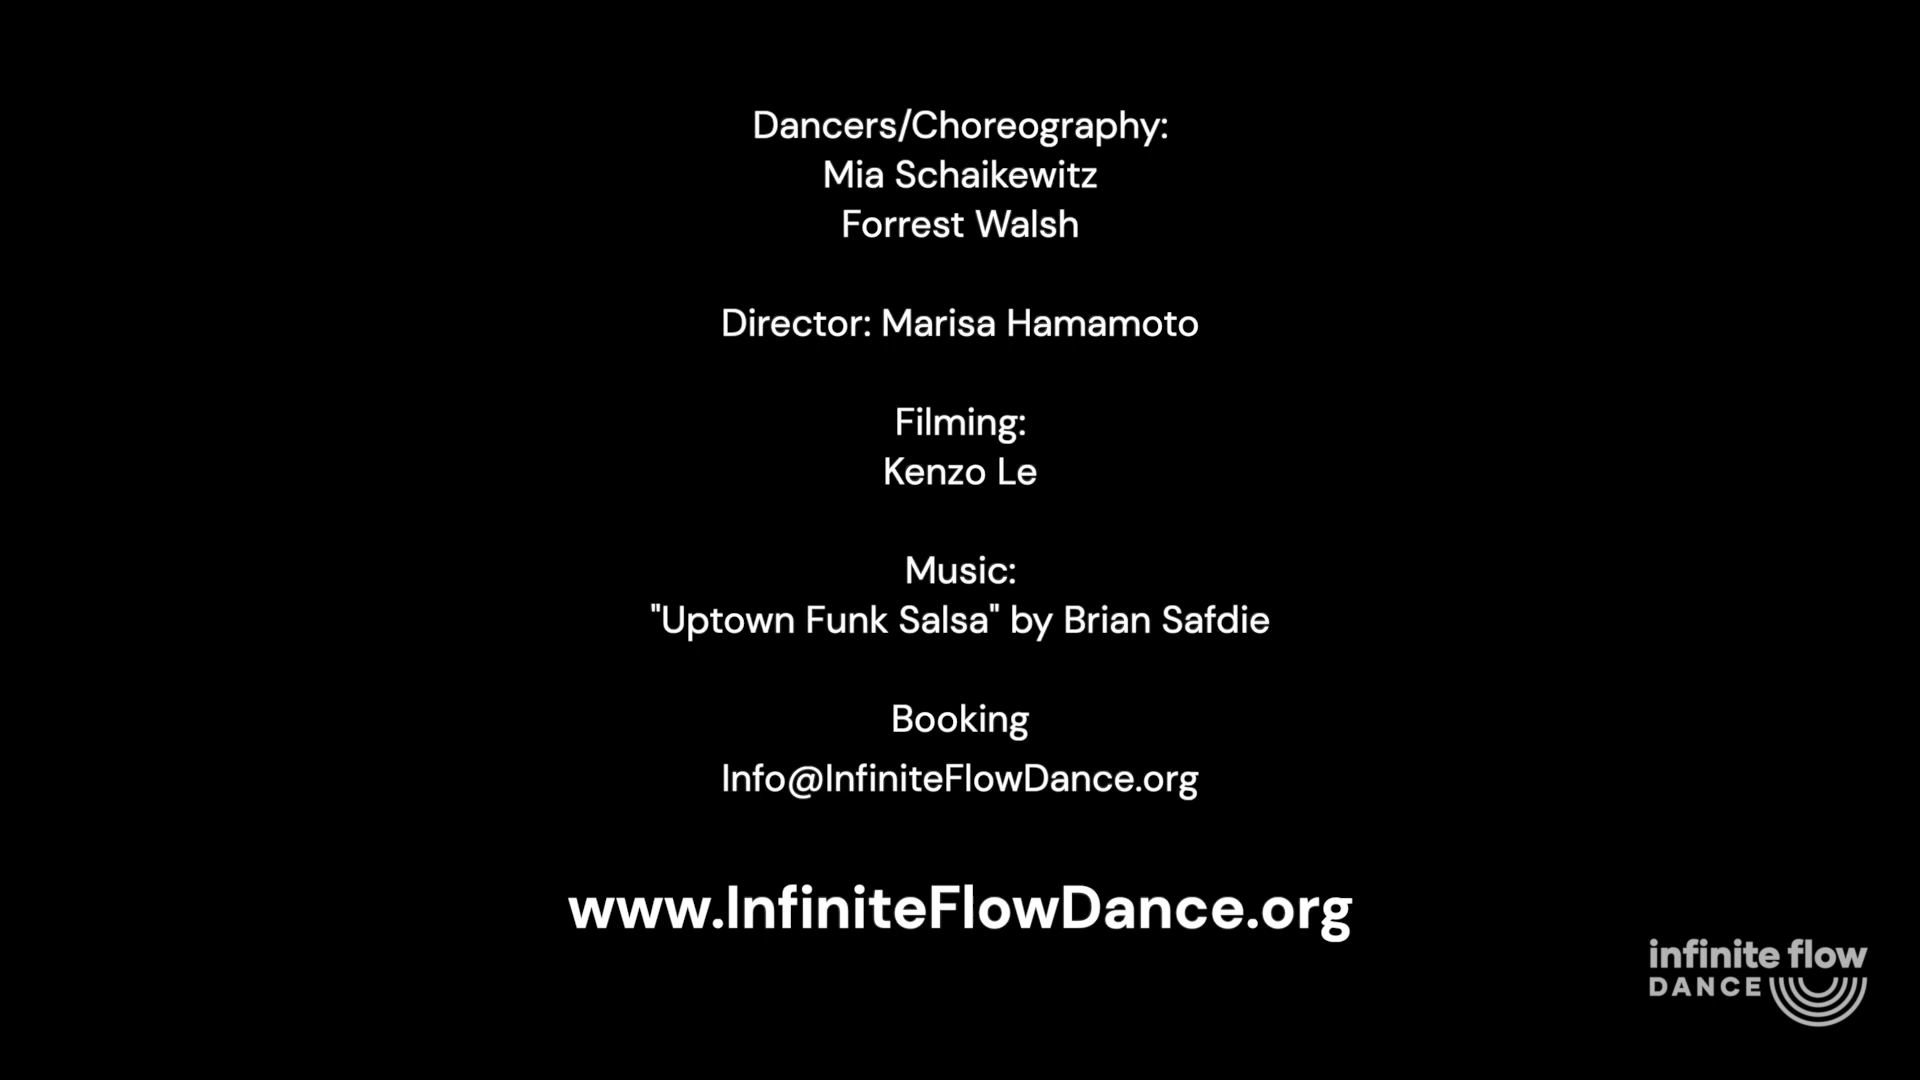 Dancers/Choreography:
Mia Schaikewitz
Forrest Walsh
Director: Marisa Hamamoto
Filming:
Kenzo Le
Music:
"Uptown Funk Salsa" by Brian Safdie
Booking
Info@InfiniteFlowDance.org
www.InfiniteFlowDance.org
infinite flow
DANCE